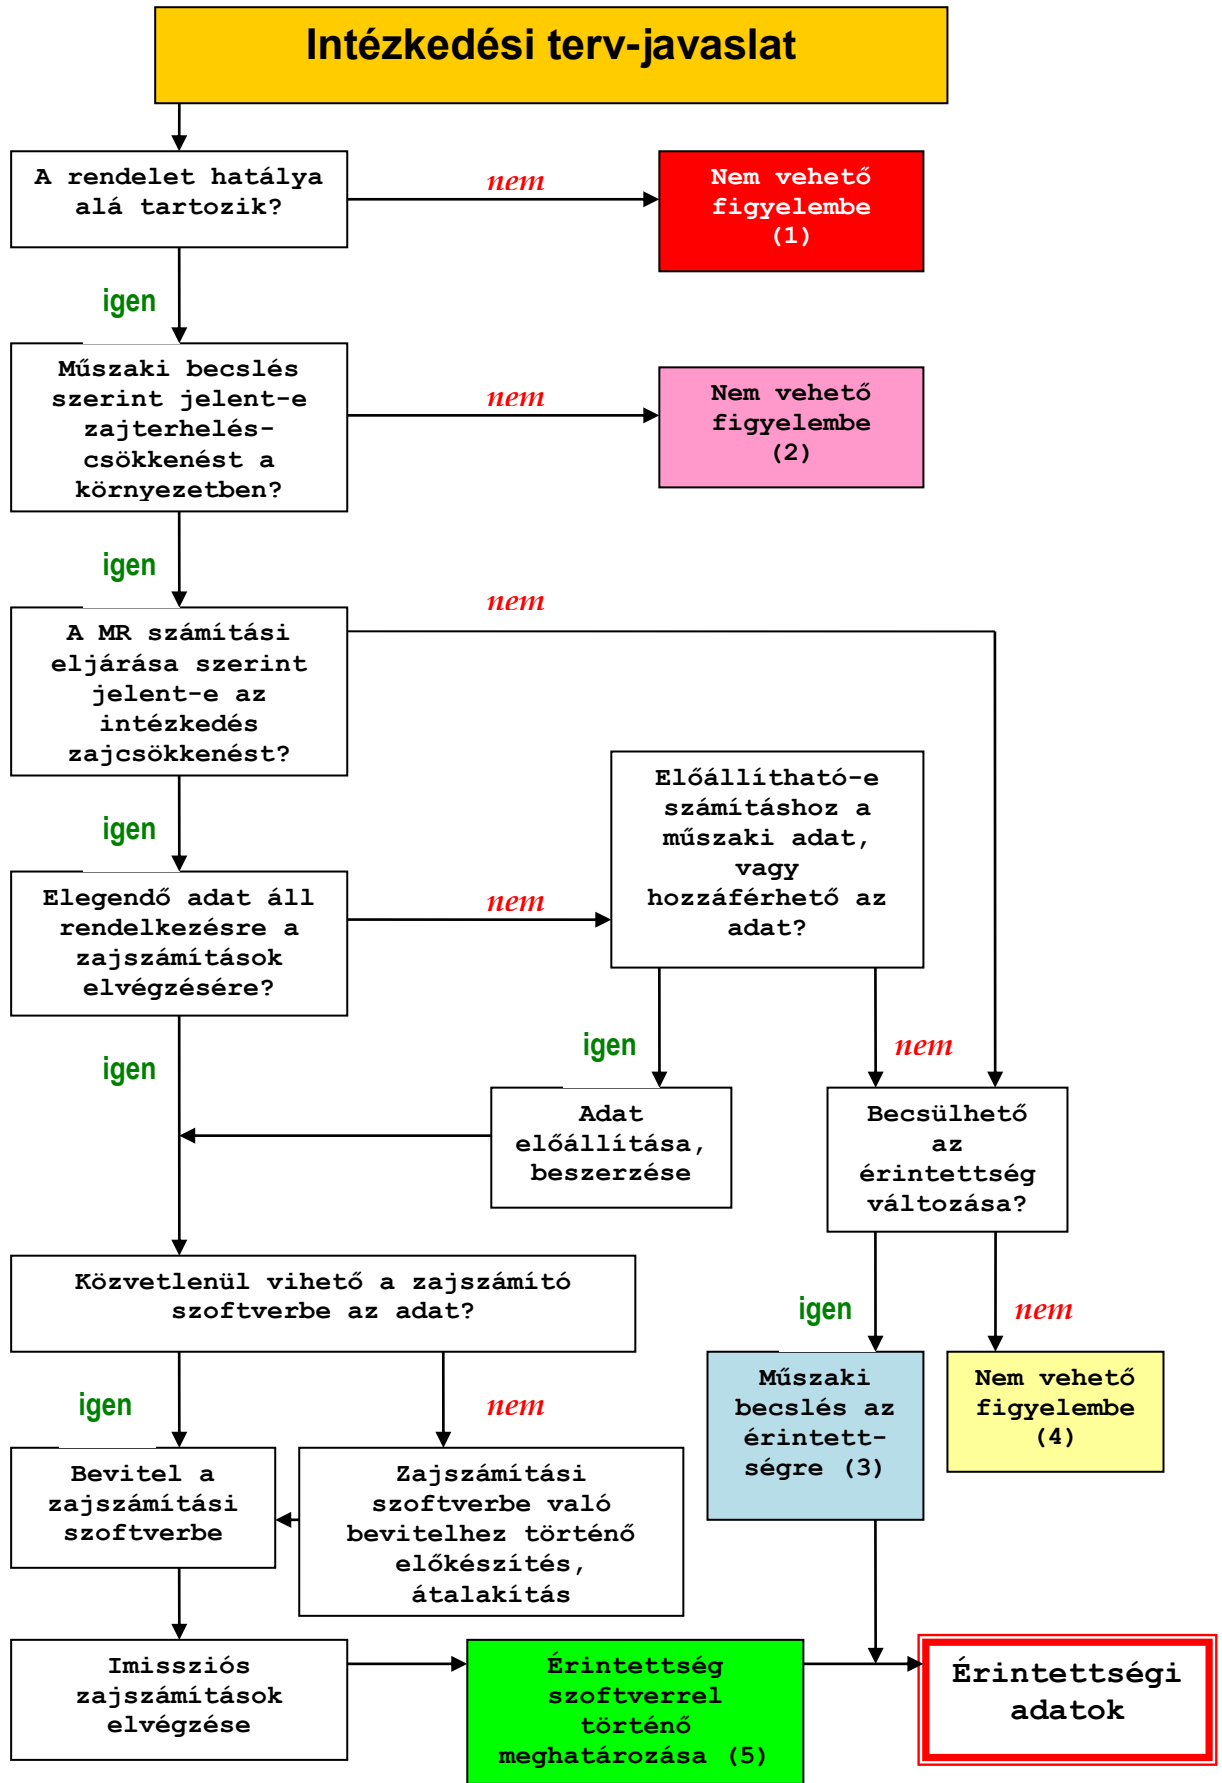 Intézkedési terv-javaslat
A rendelet hatálya
alá tartozik?
nem
Nem vehető
figyelembe
(1)
igen
Műszaki becslés
szerint jelent-e
zajterhelés-
csökkenést a
környezetben?
nem
Nem vehető
figyelembe
(2)
igen
A MR számítási
eljárása szerint
jelent-e az
intézkedés
zajcsökkenést?
nem
igen
Elegendő adat áll
rendelkezésre a
zajszámítások
elvégzésére?
nem
Előállítható-e
számításhoz a
műszaki adat,
vagy
hozzáférhető az
adat?
igen
igen
nem
Adat
előállítása,
beszerzése
Becsülhető
az
érintettség
változása?
Közvetlenül vihető a zajszámító
szoftverbe az adat?
igen
nem
igen
nem
Műszaki
becslés az
érintett-
ségre (3)
Nem vehető
figyelembe
(4)
Bevitel a
zajszámítási
szoftverbe
Zajszámítási
szoftverbe való
bevitelhez történő
előkészítés,
átalakítás
Imissziós
zajszámítások
elvégzése
Érintettség
szoftverrel
történő
meghatározása (5)
Érintettségi
adatok